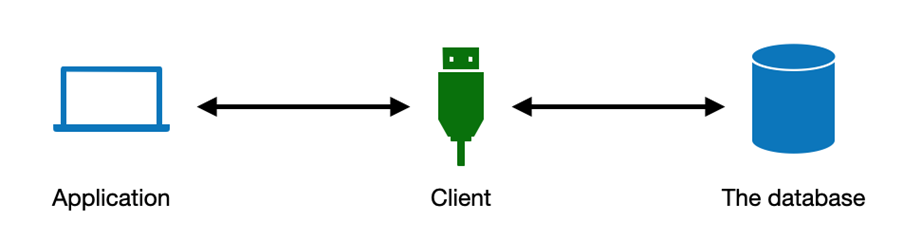 Application
Client
The database